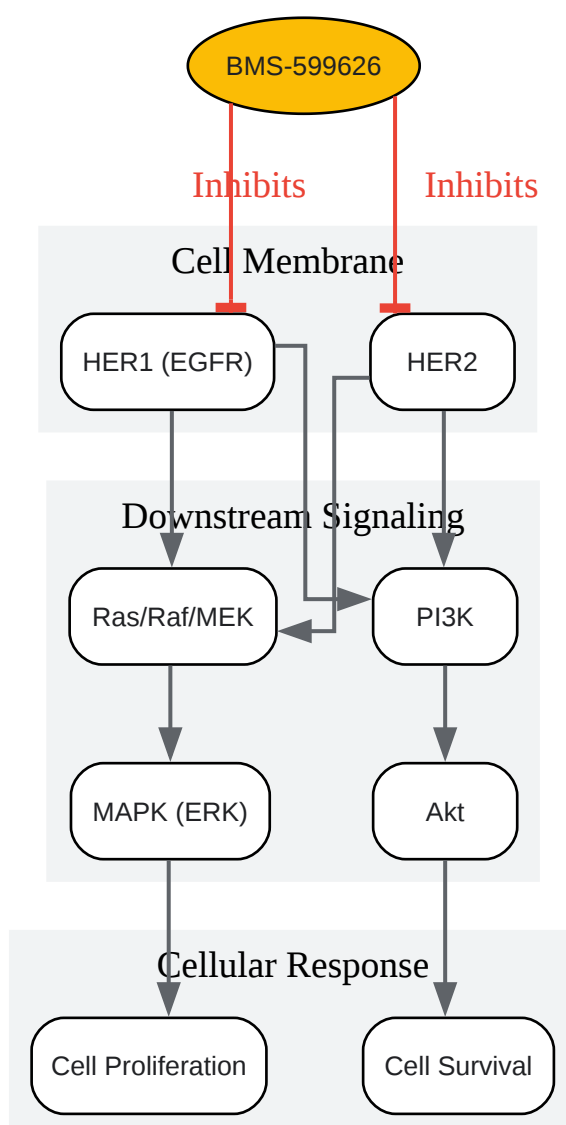 BMS-599626
Inhibits
Inhibits
Cell Membrane
HER1 (EGFR)
HER2
Downstream Signaling
Ras/Raf/MEK
PI3K
MAPK (ERK)
Akt
Cellular Response
Cell Proliferation
Cell Survival